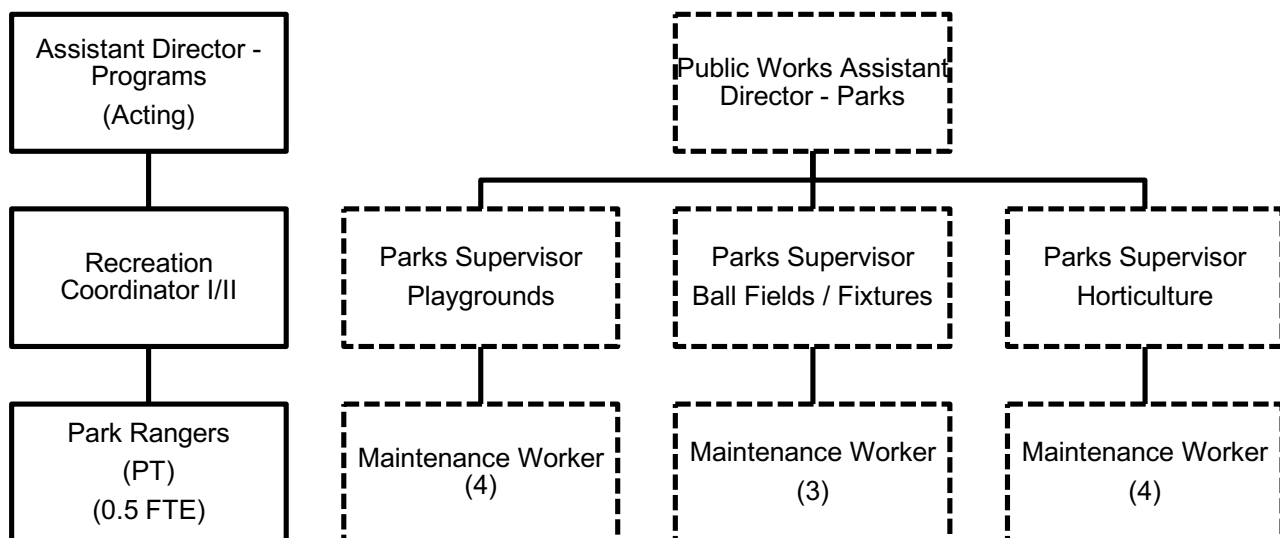 Assistant Director -
Programs
(Acting)
Public Works Assistant
Director - Parks
Recreation
Coordinator I/II
Parks Supervisor
Playgrounds
Parks Supervisor
Ball Fields / Fixtures
Parks Supervisor
Horticulture
Park Rangers
(PT)
(0.5 FTE)
Maintenance Worker
(4)
Maintenance Worker
(3)
Maintenance Worker
(4)